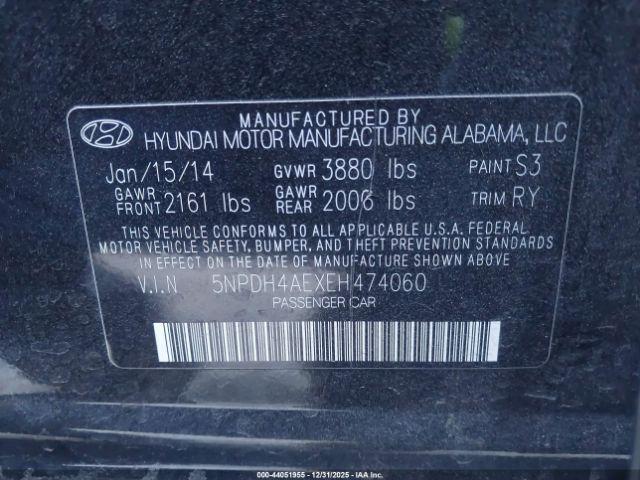 MANUFACTURED BY
HYUNDAI MOTOR MANUFACTURING ALABAMA, LLC
Jan/15/14 GVWR 3880 lbs PAINT S3
GAWR FRONT 2161 lbs GAWR REAR 2006 lbs TRIM RY
THIS VEHICLE CONFORMS TO ALL APPLICABLE U.S.A. FEDERAL
MOTOR VEHICLE SAFETY, BUMPER, AND THEFT PREVENTION STANDARDS
IN EFFECT ON THE DATE OF MANUFACTURE SHOWN ABOVE.
V.I.N 5NPDH4AEXEH474060
PASSENGER CAR
000-44051955 - 12/31/2025 - IAA Inc.